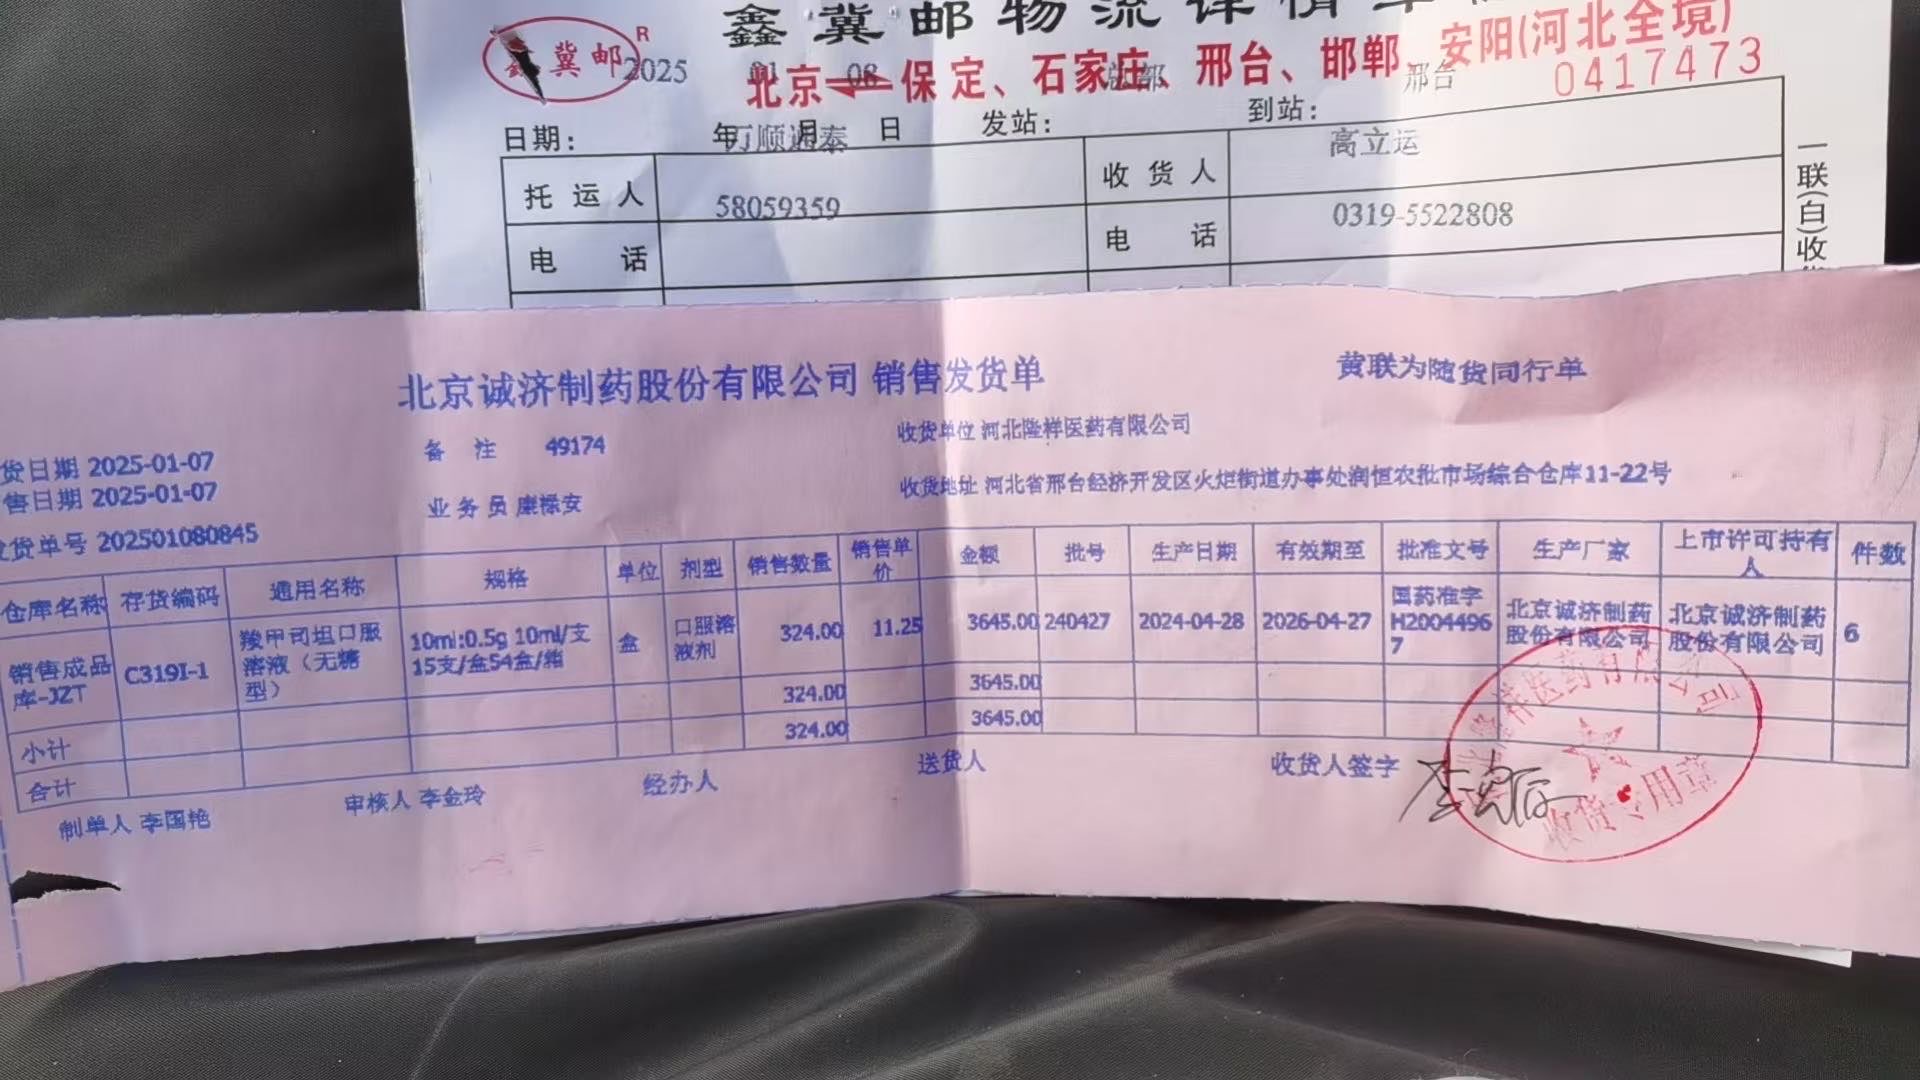 鑫冀邮物流详情单
鑫冀邮 R
北京 保定、石家庄、邢台、邯郸、安阳(河北全境)
0417473
2025 01 08 总部 邢台
日期： 年 月 日 发站： 到站：
托运人 万顺通泰 收货人 高立运
电话 58059359 电话 0319-5522808
一联(白)收
北京诚济制药股份有限公司 销售发货单 黄联为随货同行单
货日期 2025-01-07 备 注 49174 收货单位 河北隆祥医药有限公司
售日期 2025-01-07 业务员 收货地址 河北省邢台经济开发区火炬街道办事处润恒农批市场综合仓库11-22号
货单号 202501080845
仓库名称 存货编码 通用名称 规格 单位 剂型 销售数量 销售单价 金额 批号 生产日期 有效期至 批准文号 生产厂家 上市许可持有人 件数
销售成品库-JZT C319I-1 羧甲司坦口服溶液（无糖型） 10ml:0.5g 10ml/支 15支/盒54盒/箱 盒 口服溶液剂 324.00 11.25 3645.00 240427 2024-04-28 2026-04-27 国药准字H20044967 北京诚济制药股份有限公司 北京诚济制药股份有限公司 6
小计 324.00 3645.00
合计 324.00 3645.00
制单人 李国艳 审核人 李金玲 经办人 送货人 收货人签字
隆祥医药有限公司
收货专用章